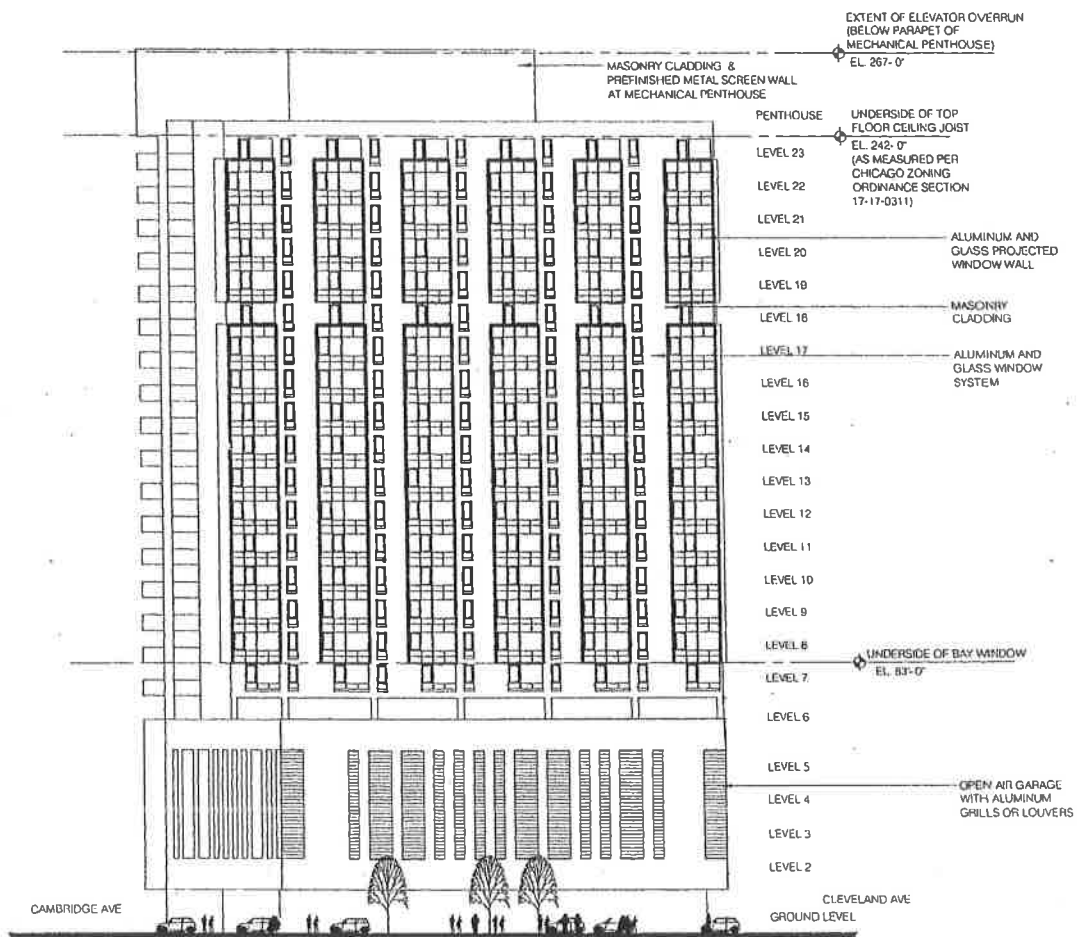 EXTENT OF ELEVATOR OVERRUN
(BELOW PARAPET OF
MECHANICAL PENTHOUSE)
EL. 267- 0"
MASONRY CLADDING &
PREFINISHED METAL SCREEN WALL
AT MECHANICAL PENTHOUSE
PENTHOUSE
UNDERSIDE OF TOP
FLOOR CEILING JOIST
EL. 242- 0"
(AS MEASURED PER
CHICAGO ZONING
ORDINANCE SECTION
17-17-0311)
LEVEL 23
LEVEL 22
LEVEL 21
LEVEL 20
ALUMINUM AND
GLASS PROJECTED
WINDOW WALL
LEVEL 19
LEVEL 18
MASONRY
CLADDING
LEVEL 17
ALUMINUM AND
GLASS WINDOW
SYSTEM
LEVEL 16
LEVEL 15
LEVEL 14
LEVEL 13
LEVEL 12
LEVEL 11
LEVEL 10
LEVEL 9
LEVEL 8
UNDERSIDE OF BAY WINDOW
EL. 83'-0"
LEVEL 7
LEVEL 6
LEVEL 5
LEVEL 4
OPEN AIR GARAGE
WITH ALUMINUM
GRILLS OR LOUVERS
LEVEL 3
LEVEL 2
CAMBRIDGE AVE
CLEVELAND AVE
GROUND LEVEL